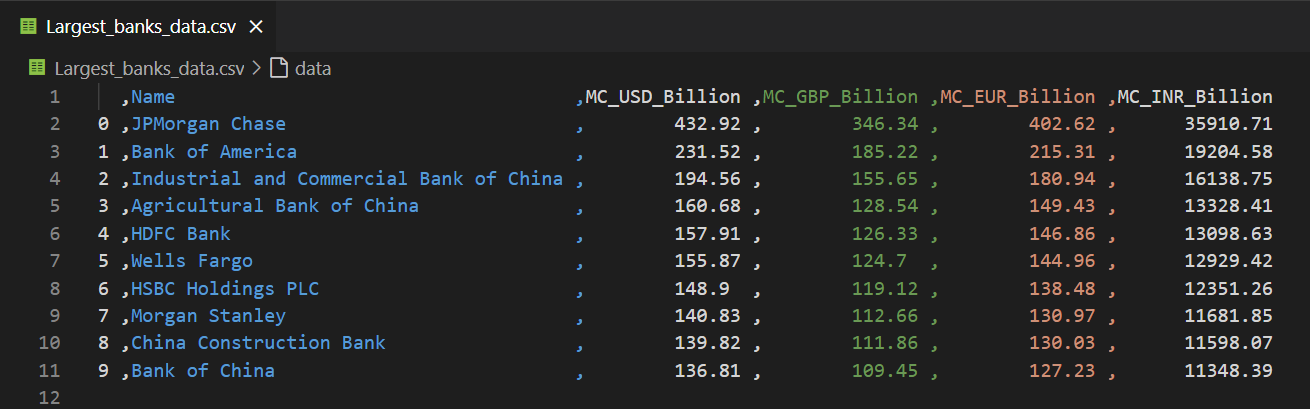 Largest_banks_data.csv ×
Largest_banks_data.csv > data
1 ,Name ,MC_USD_Billion ,MC_GBP_Billion ,MC_EUR_Billion ,MC_INR_Billion
2 0 ,JPMorgan Chase , 432.92 , 346.34 , 402.62 , 35910.71
3 1 ,Bank of America , 231.52 , 185.22 , 215.31 , 19204.58
4 2 ,Industrial and Commercial Bank of China , 194.56 , 155.65 , 180.94 , 16138.75
5 3 ,Agricultural Bank of China , 160.68 , 128.54 , 149.43 , 13328.41
6 4 ,HDFC Bank , 157.91 , 126.33 , 146.86 , 13098.63
7 5 ,Wells Fargo , 155.87 , 124.7 , 144.96 , 12929.42
8 6 ,HSBC Holdings PLC , 148.9 , 119.12 , 138.48 , 12351.26
9 7 ,Morgan Stanley , 140.83 , 112.66 , 130.97 , 11681.85
10 8 ,China Construction Bank , 139.82 , 111.86 , 130.03 , 11598.07
11 9 ,Bank of China , 136.81 , 109.45 , 127.23 , 11348.39
12